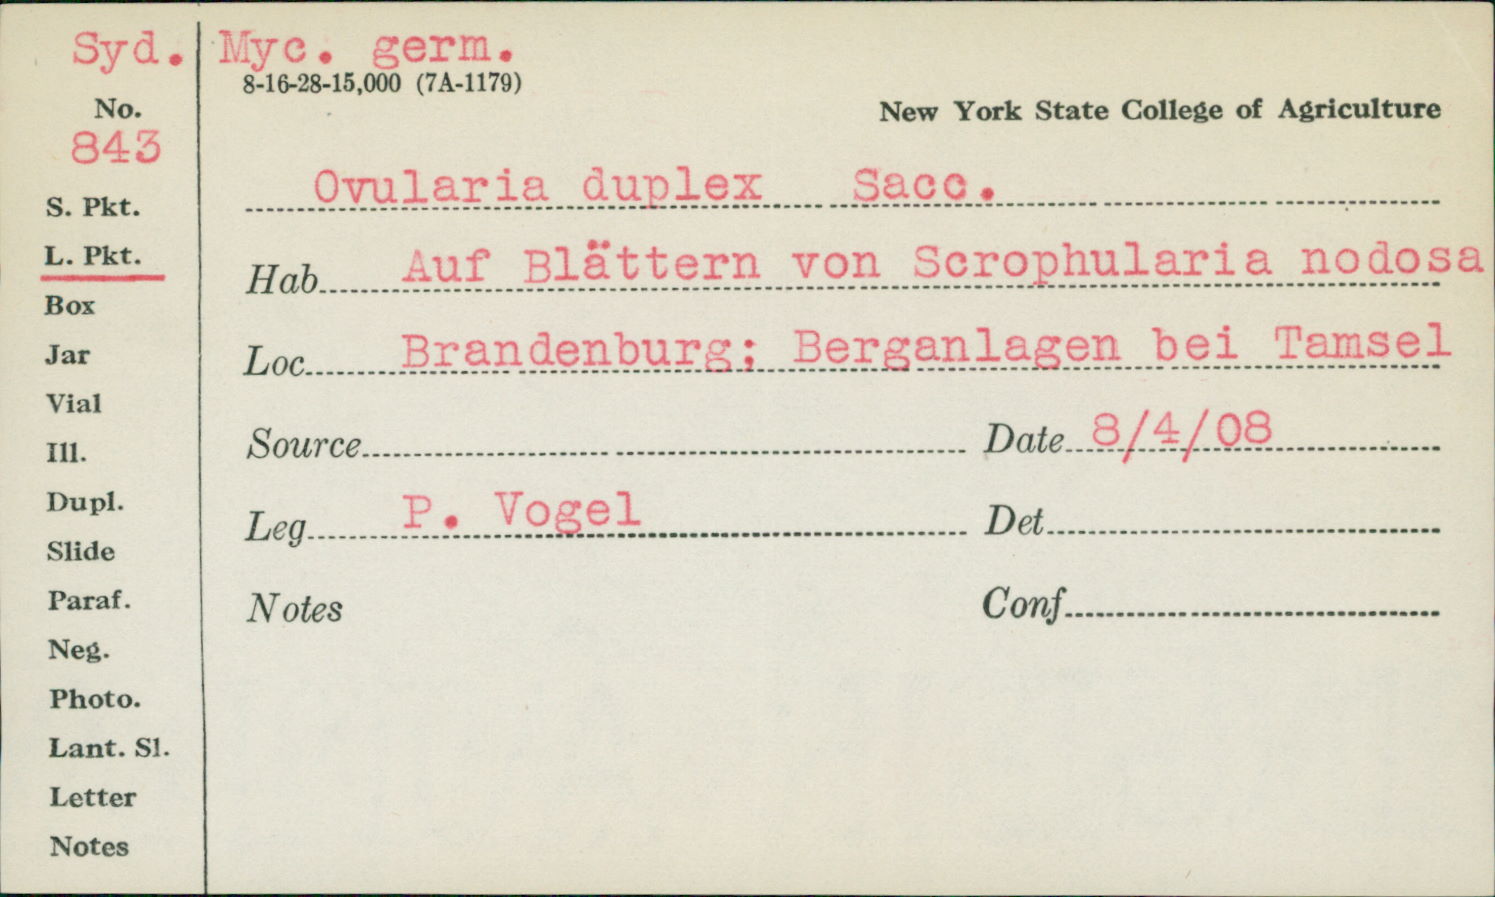 Syd. Myc. germ.
8-16-28-15,000 (7A-1179)
No.
843
New York State College of Agriculture
Ovularia duplex Sacc.
S. Pkt.
L. Pkt.
Box
Jar
Vial
Ill.
Dupl.
Slide
Paraf.
Neg.
Photo.
Lant. Sl.
Letter
Notes
Hab. Auf Blättern von Scrophularia nodosa
Loc. Brandenburg; Berganlagen bei Tamsel
Source
Date 8/4/08
Leg. P. Vogel
Det.
Notes
Conf.